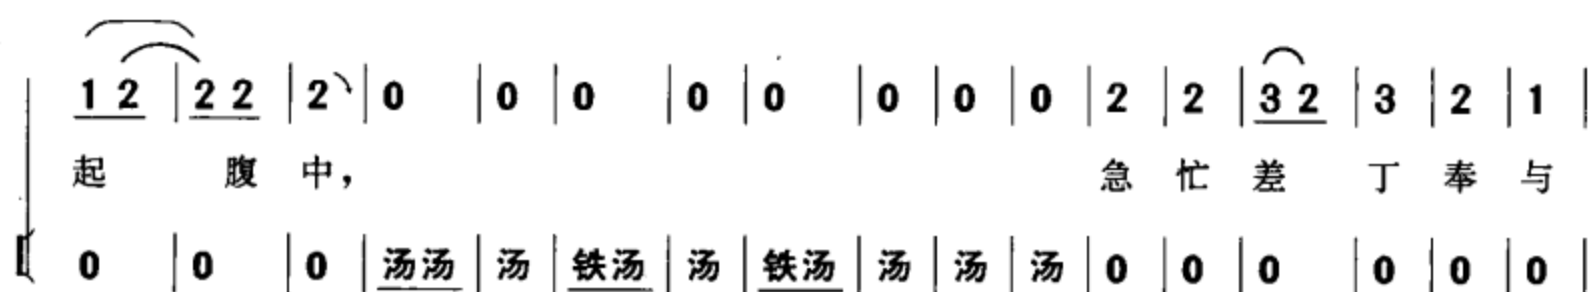 1 2 | 2 2 | 2 | 0 | 0 | 0 | 0 | 0 | 0 | 0 | 0 | 2 | 2 | 3 2 | 3 | 2 | 1 |
起 腹 中， 急 忙 差 丁 奉 与
0 | 0 | 0 | 汤汤 | 汤 | 铁汤 | 汤 | 铁汤 | 汤 | 汤 | 汤 | 0 | 0 | 0 | 0 | 0 | 0 |